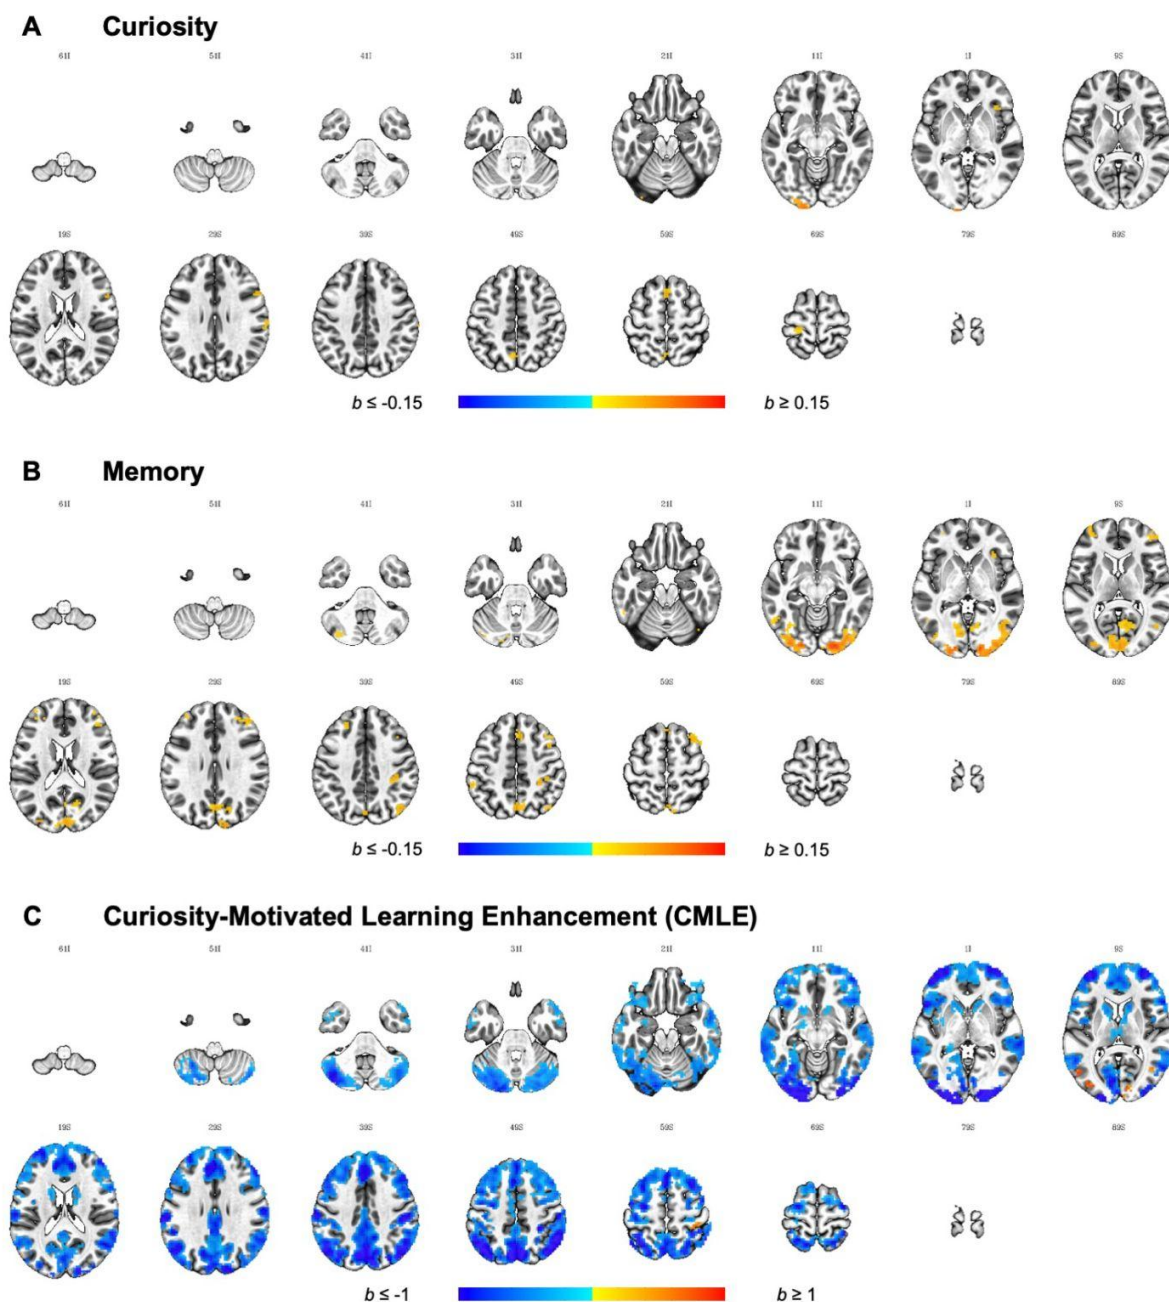 A Curiosity
61I 51I 41I 31I 21I 11I 1I 9S
19S 29S 39S 49S 59S 69S 79S 89S
b ≤ -0.15 b ≥ 0.15
B Memory
61I 51I 41I 31I 21I 11I 1I 9S
19S 29S 39S 49S 59S 69S 79S 89S
b ≤ -0.15 b ≥ 0.15
C Curiosity-Motivated Learning Enhancement (CMLE)
61I 51I 41I 31I 21I 11I 1I 9S
19S 29S 39S 49S 59S 69S 79S 89S
b ≤ -1 b ≥ 1